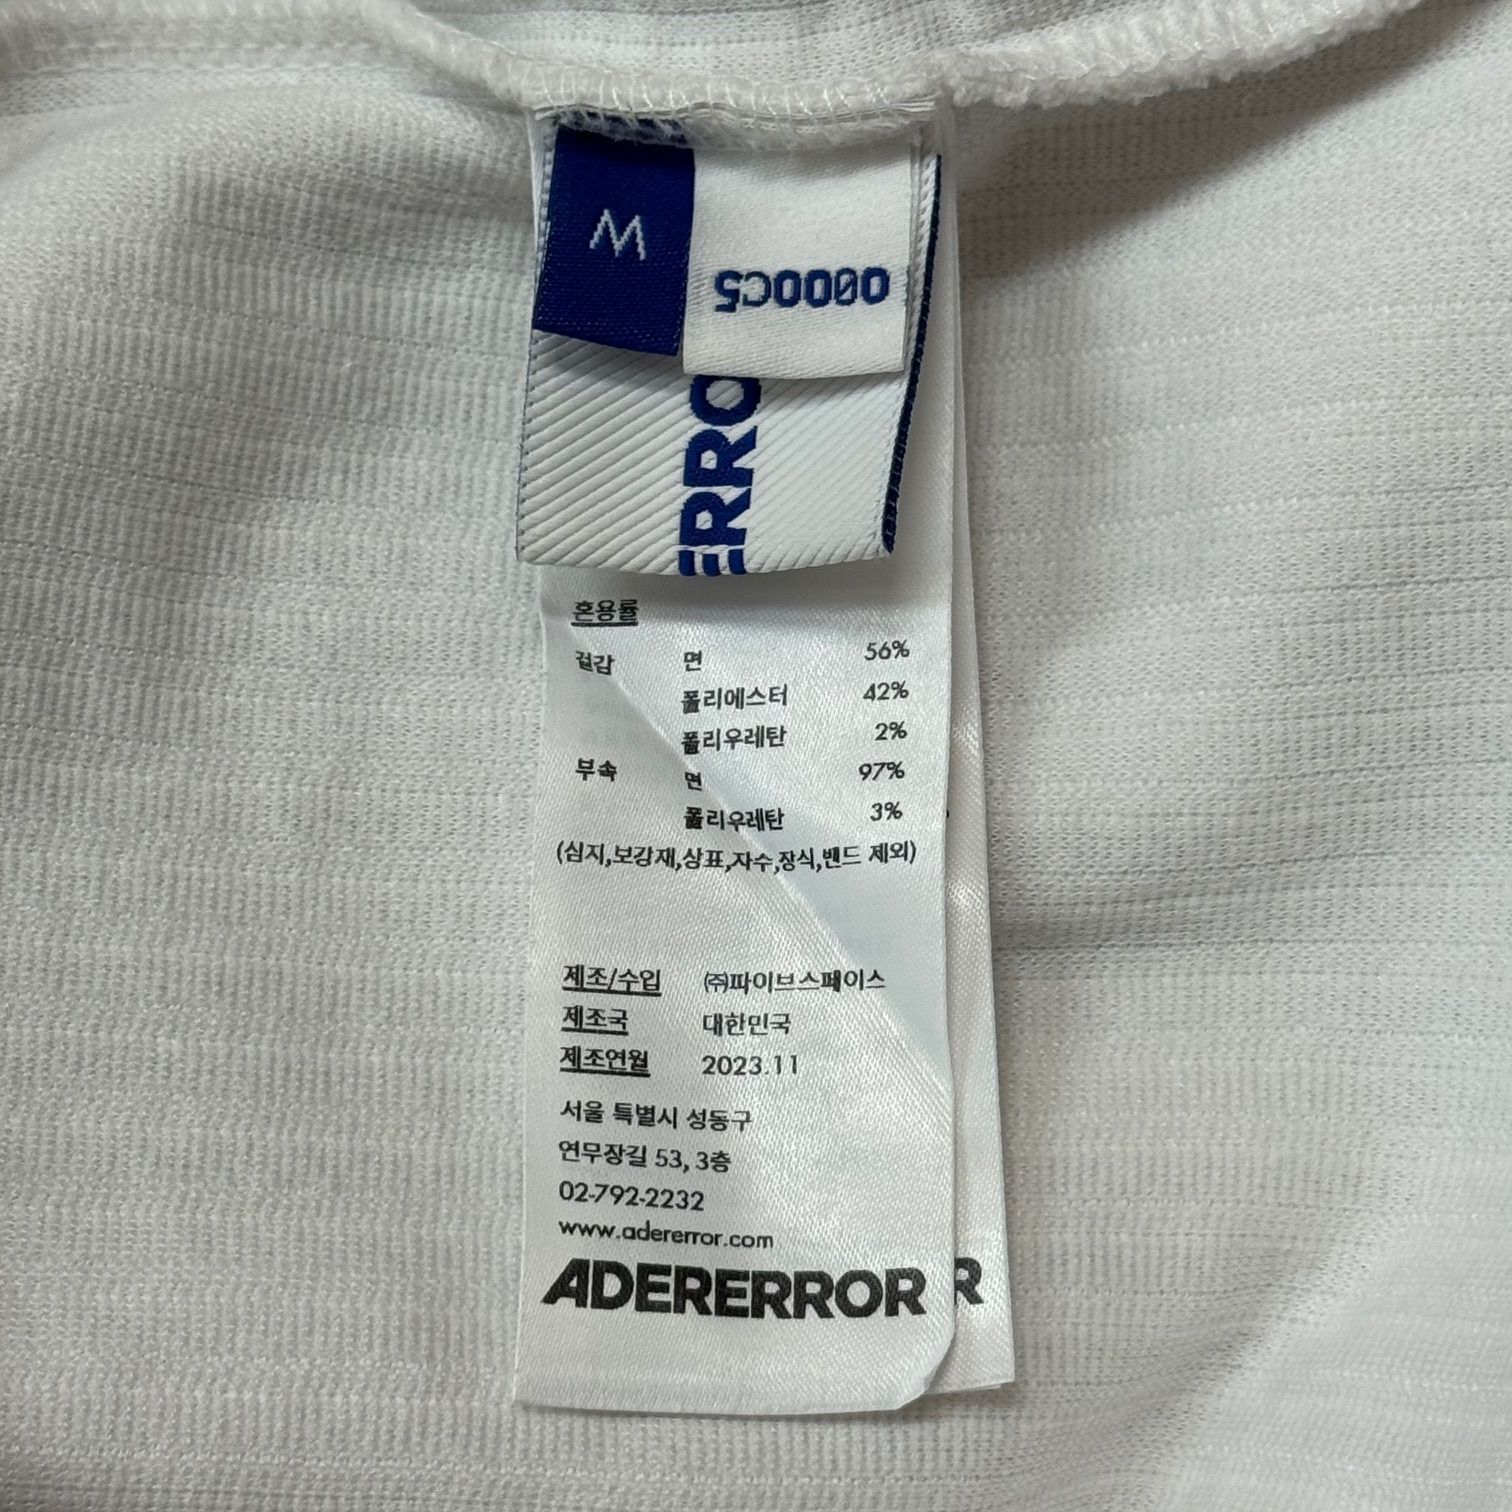 M
0000C5
ERRO
혼용률
겉감 면 56%
폴리에스터 42%
폴리우레탄 2%
부속 면 97%
폴리우레탄 3%
(심지,보강재,상표,자수,장식,밴드 제외)
제조/수입 ㈜파이브스페이스
제조국 대한민국
제조연월 2023.11
서울 특별시 성동구
연무장길 53, 3층
02-792-2232
www.adererror.com
ADERERROR
R